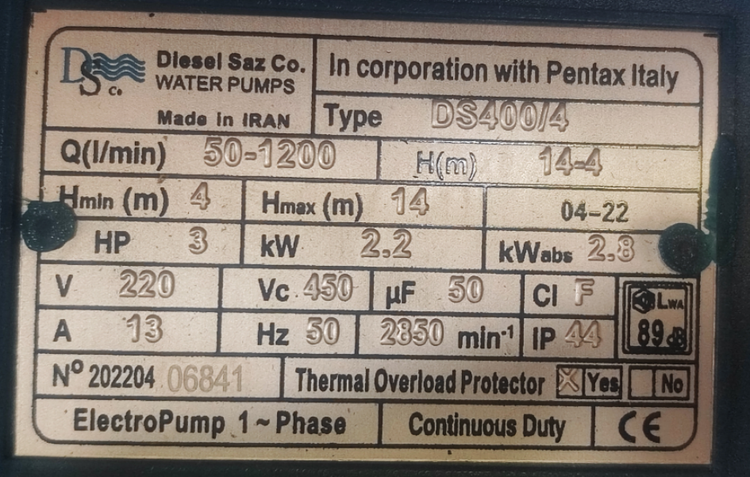 DS Co
Diesel Saz Co.
WATER PUMPS
Made in IRAN
In corporation with Pentax Italy
Type DS400/4
Q(l/min) 50-1200 H(m) 14-4
Hmin (m) 4 Hmax (m) 14 04-22
HP 3 kW 2.2 kWabs 2.8
V 220 Vc 450 µF 50 Cl F LWA
A 13 Hz 50 2850 min-1 IP 44 89 dB
Nº 202204 06841 Thermal Overload Protector X Yes No
ElectroPump 1~Phase Continuous Duty CE